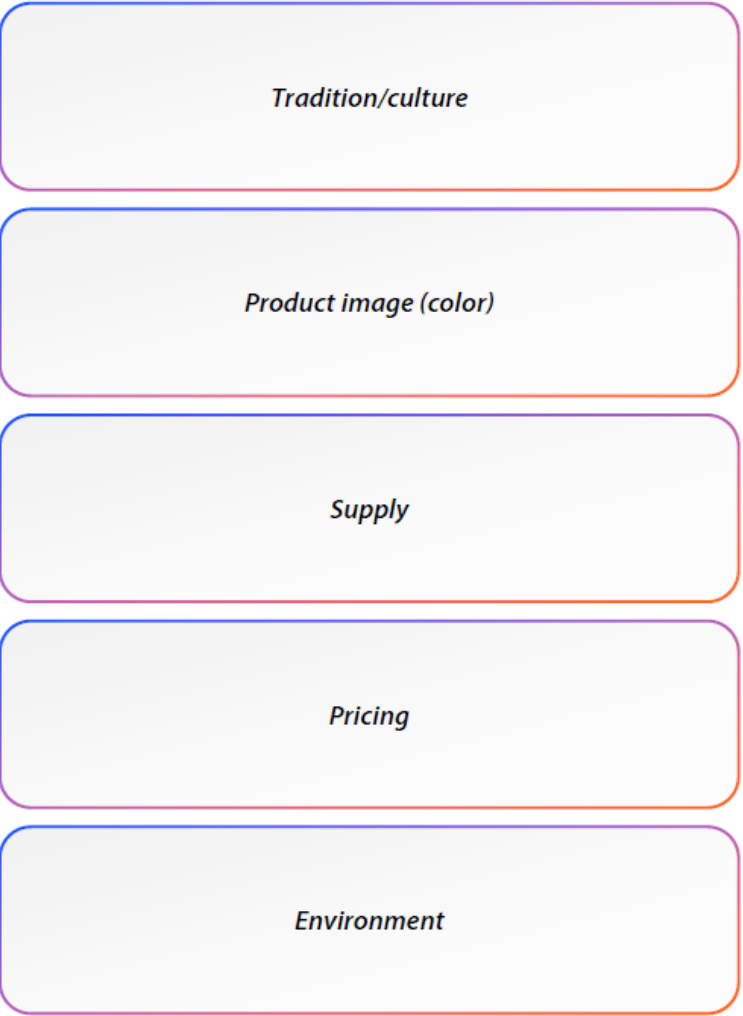 Tradition/culture
Product image (color)
Supply
Pricing
Environment